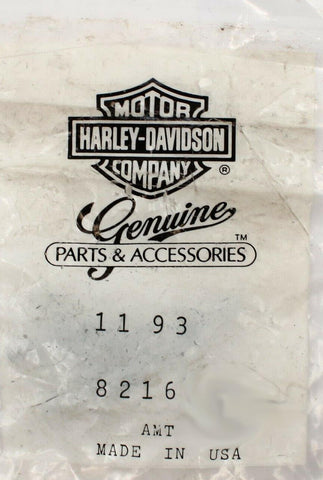 MOTOR
HARLEY-DAVIDSON
COMPANY ®
Genuine TM
PARTS & ACCESSORIES
11 93
8216
AMT
MADE IN USA